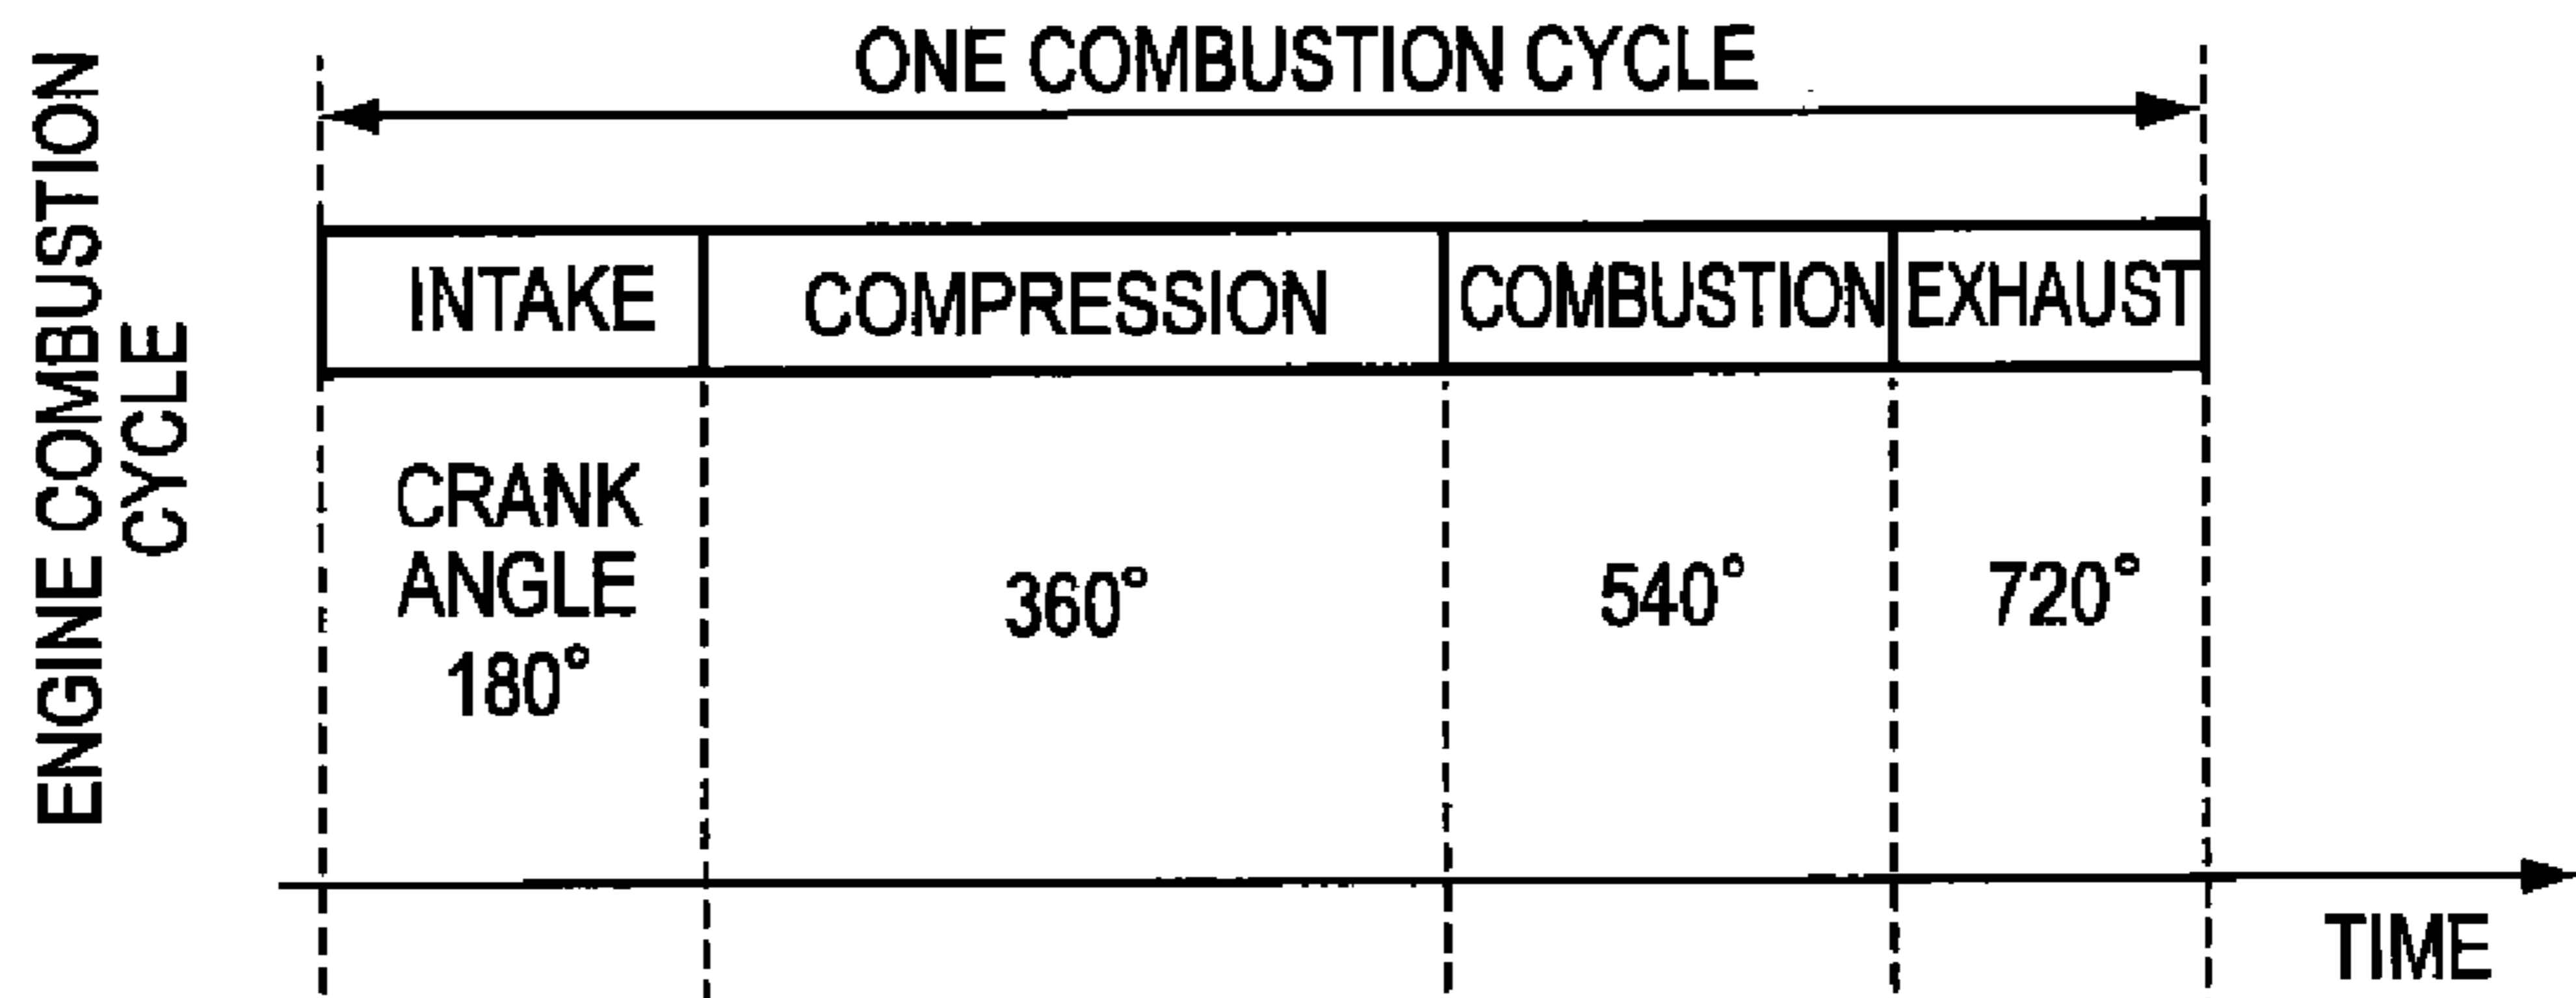 ENGINE COMBUSTION
CYCLE
ONE COMBUSTION CYCLE
INTAKE
COMPRESSION
COMBUSTION
EXHAUST
CRANK
ANGLE
180°
360°
540°
720°
TIME